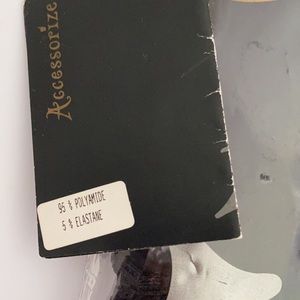 Accessorize
95 % POLYAMIDE
5 % ELASTANE